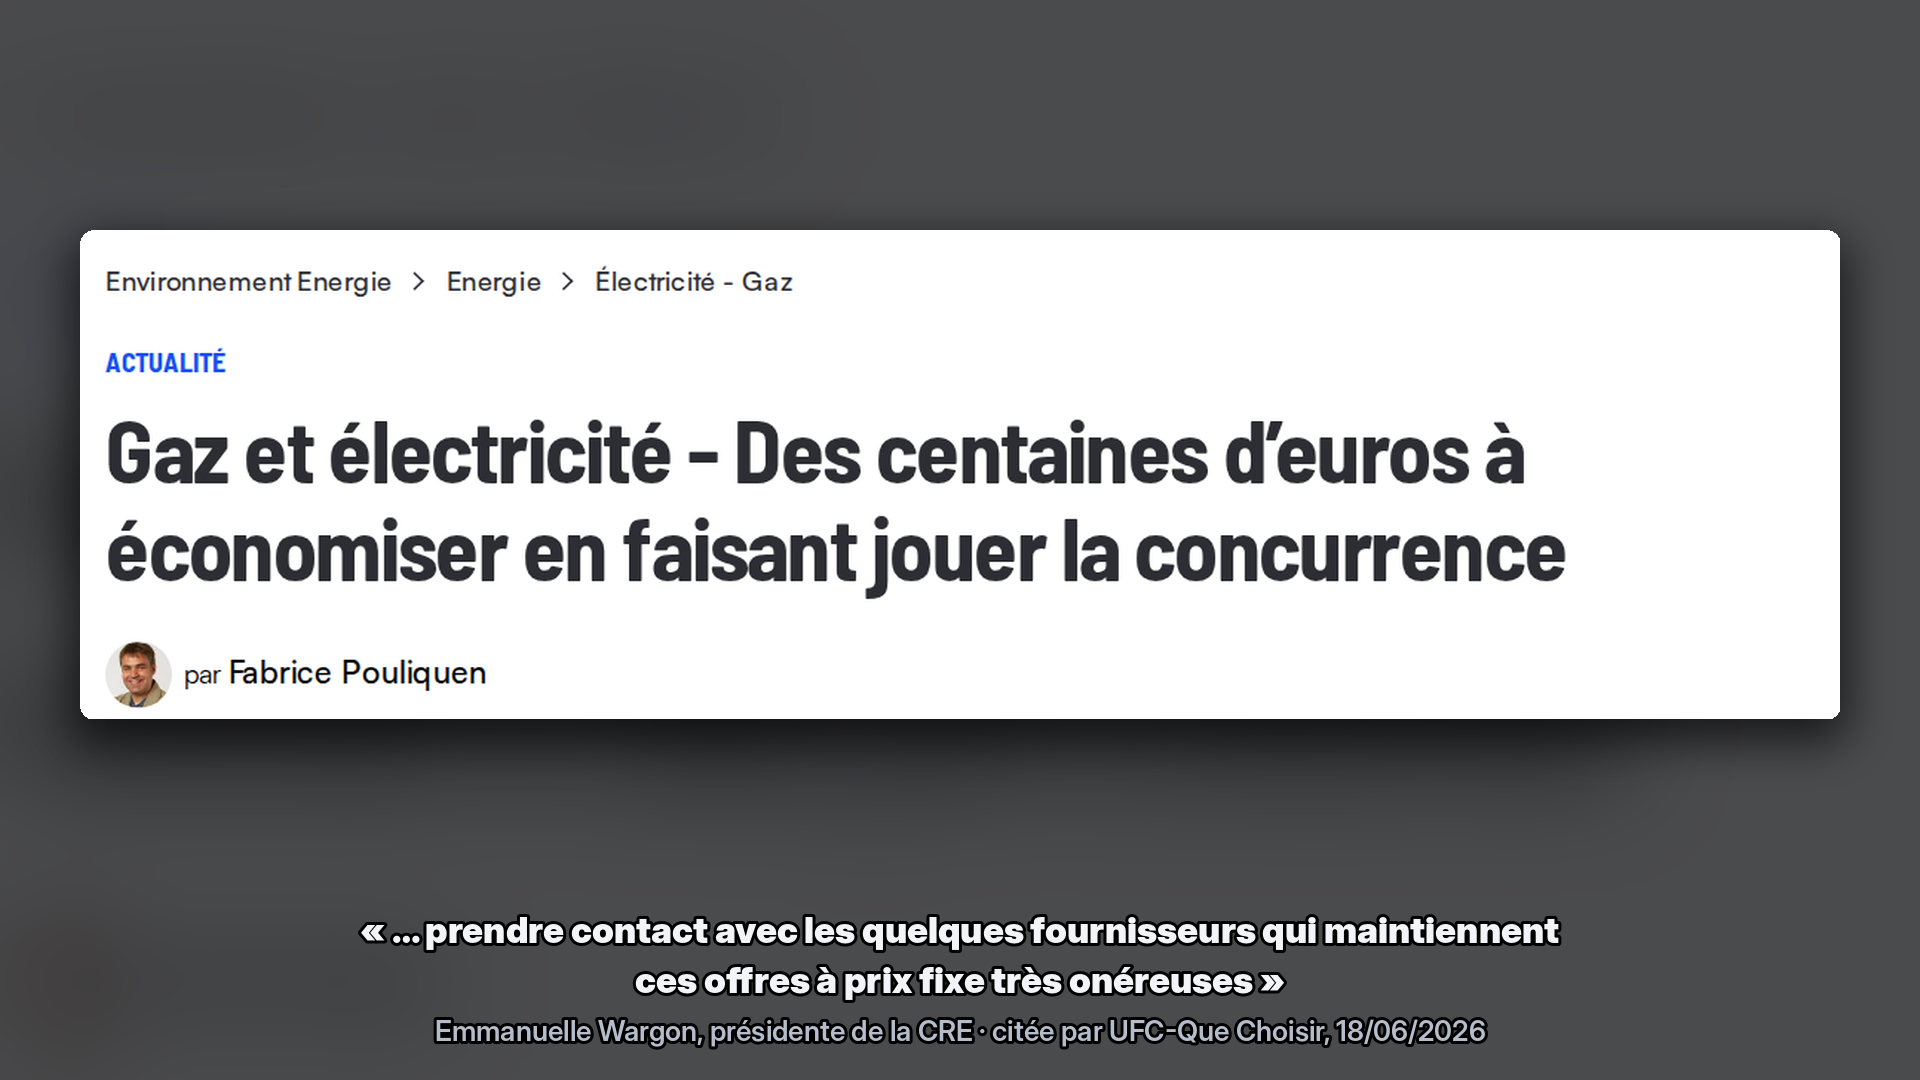 Environnement Energie > Energie > Électricité - Gaz
ACTUALITÉ
Gaz et électricité - Des centaines d’euros à
économiser en faisant jouer la concurrence
par Fabrice Pouliquen
« … prendre contact avec les quelques fournisseurs qui maintiennent
ces offres à prix fixe très onéreuses »
Emmanuelle Wargon, présidente de la CRE · citée par UFC-Que Choisir, 18/06/2026